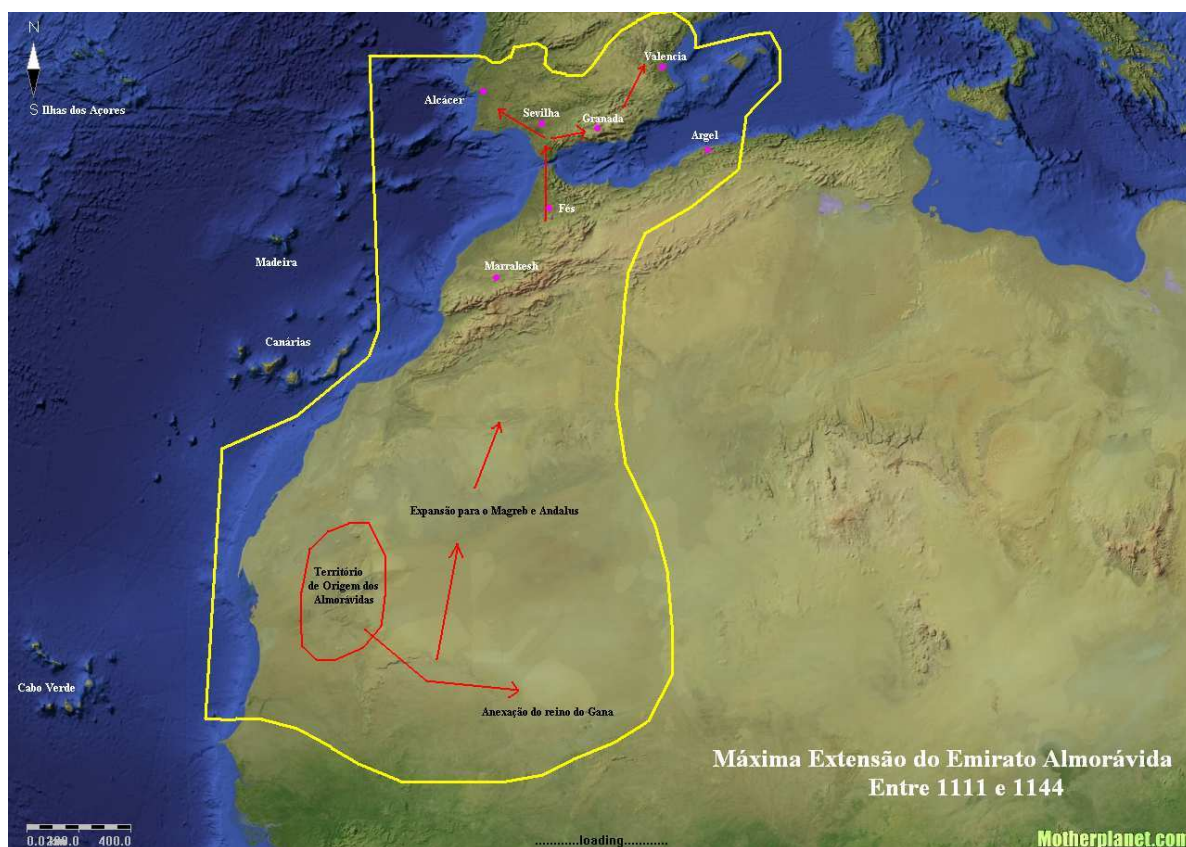 N
S Ilhas dos Açores
Valencia
Alcácer
Sevilha
Granada
Argel
Fés
Madeira
Marrakesh
Canárias
Expansão para o Magreb e Andalus
Território
de Origem dos
Almorávidas
Cabo Verde
Anexação do reino do Gana
Máxima Extensão do Emirato Almorávida
Entre 1111 e 1144
400.0
............loading............
Motherplanet.com